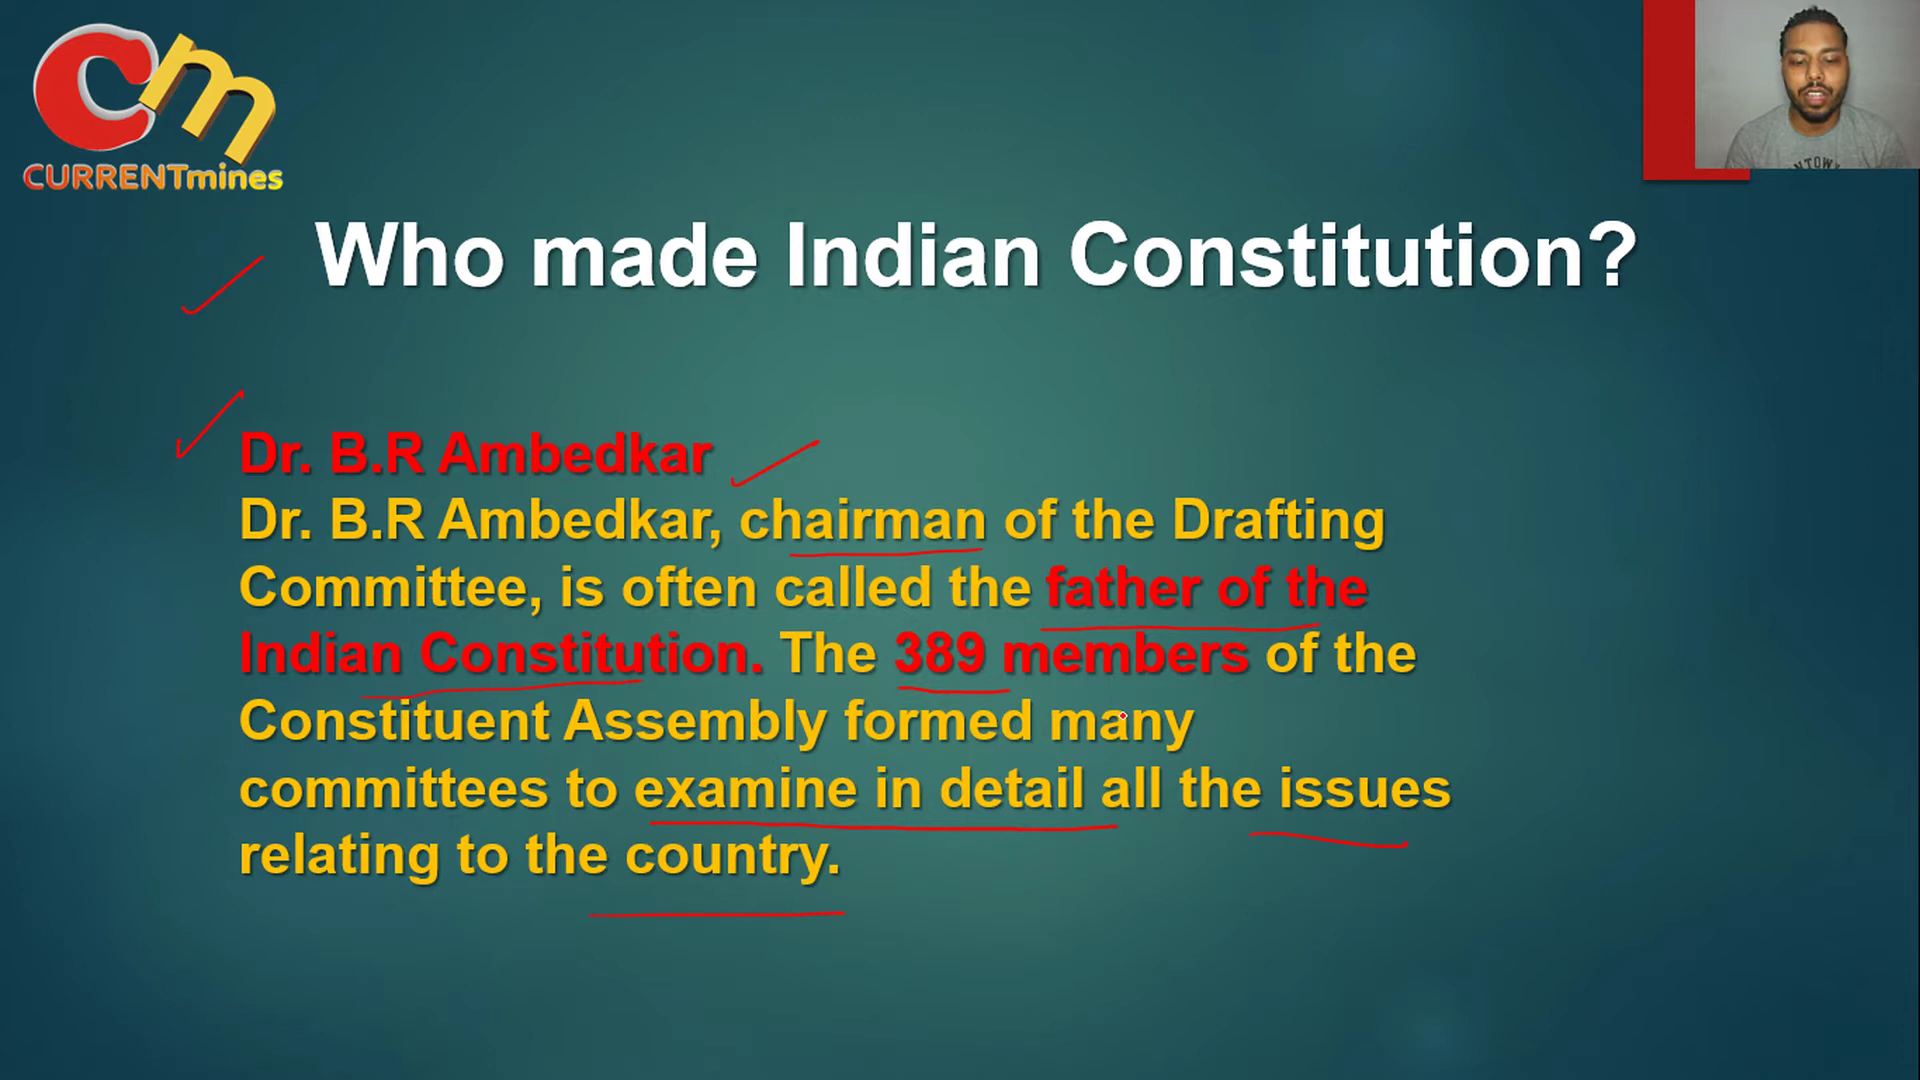 Cm
CURRENTmines
NTOW
Who made Indian Constitution?
Dr. B.R Ambedkar
Dr. B.R Ambedkar, chairman of the Drafting
Committee, is often called the father of the
Indian Constitution. The 389 members of the
Constituent Assembly formed many
committees to examine in detail all the issues
relating to the country.